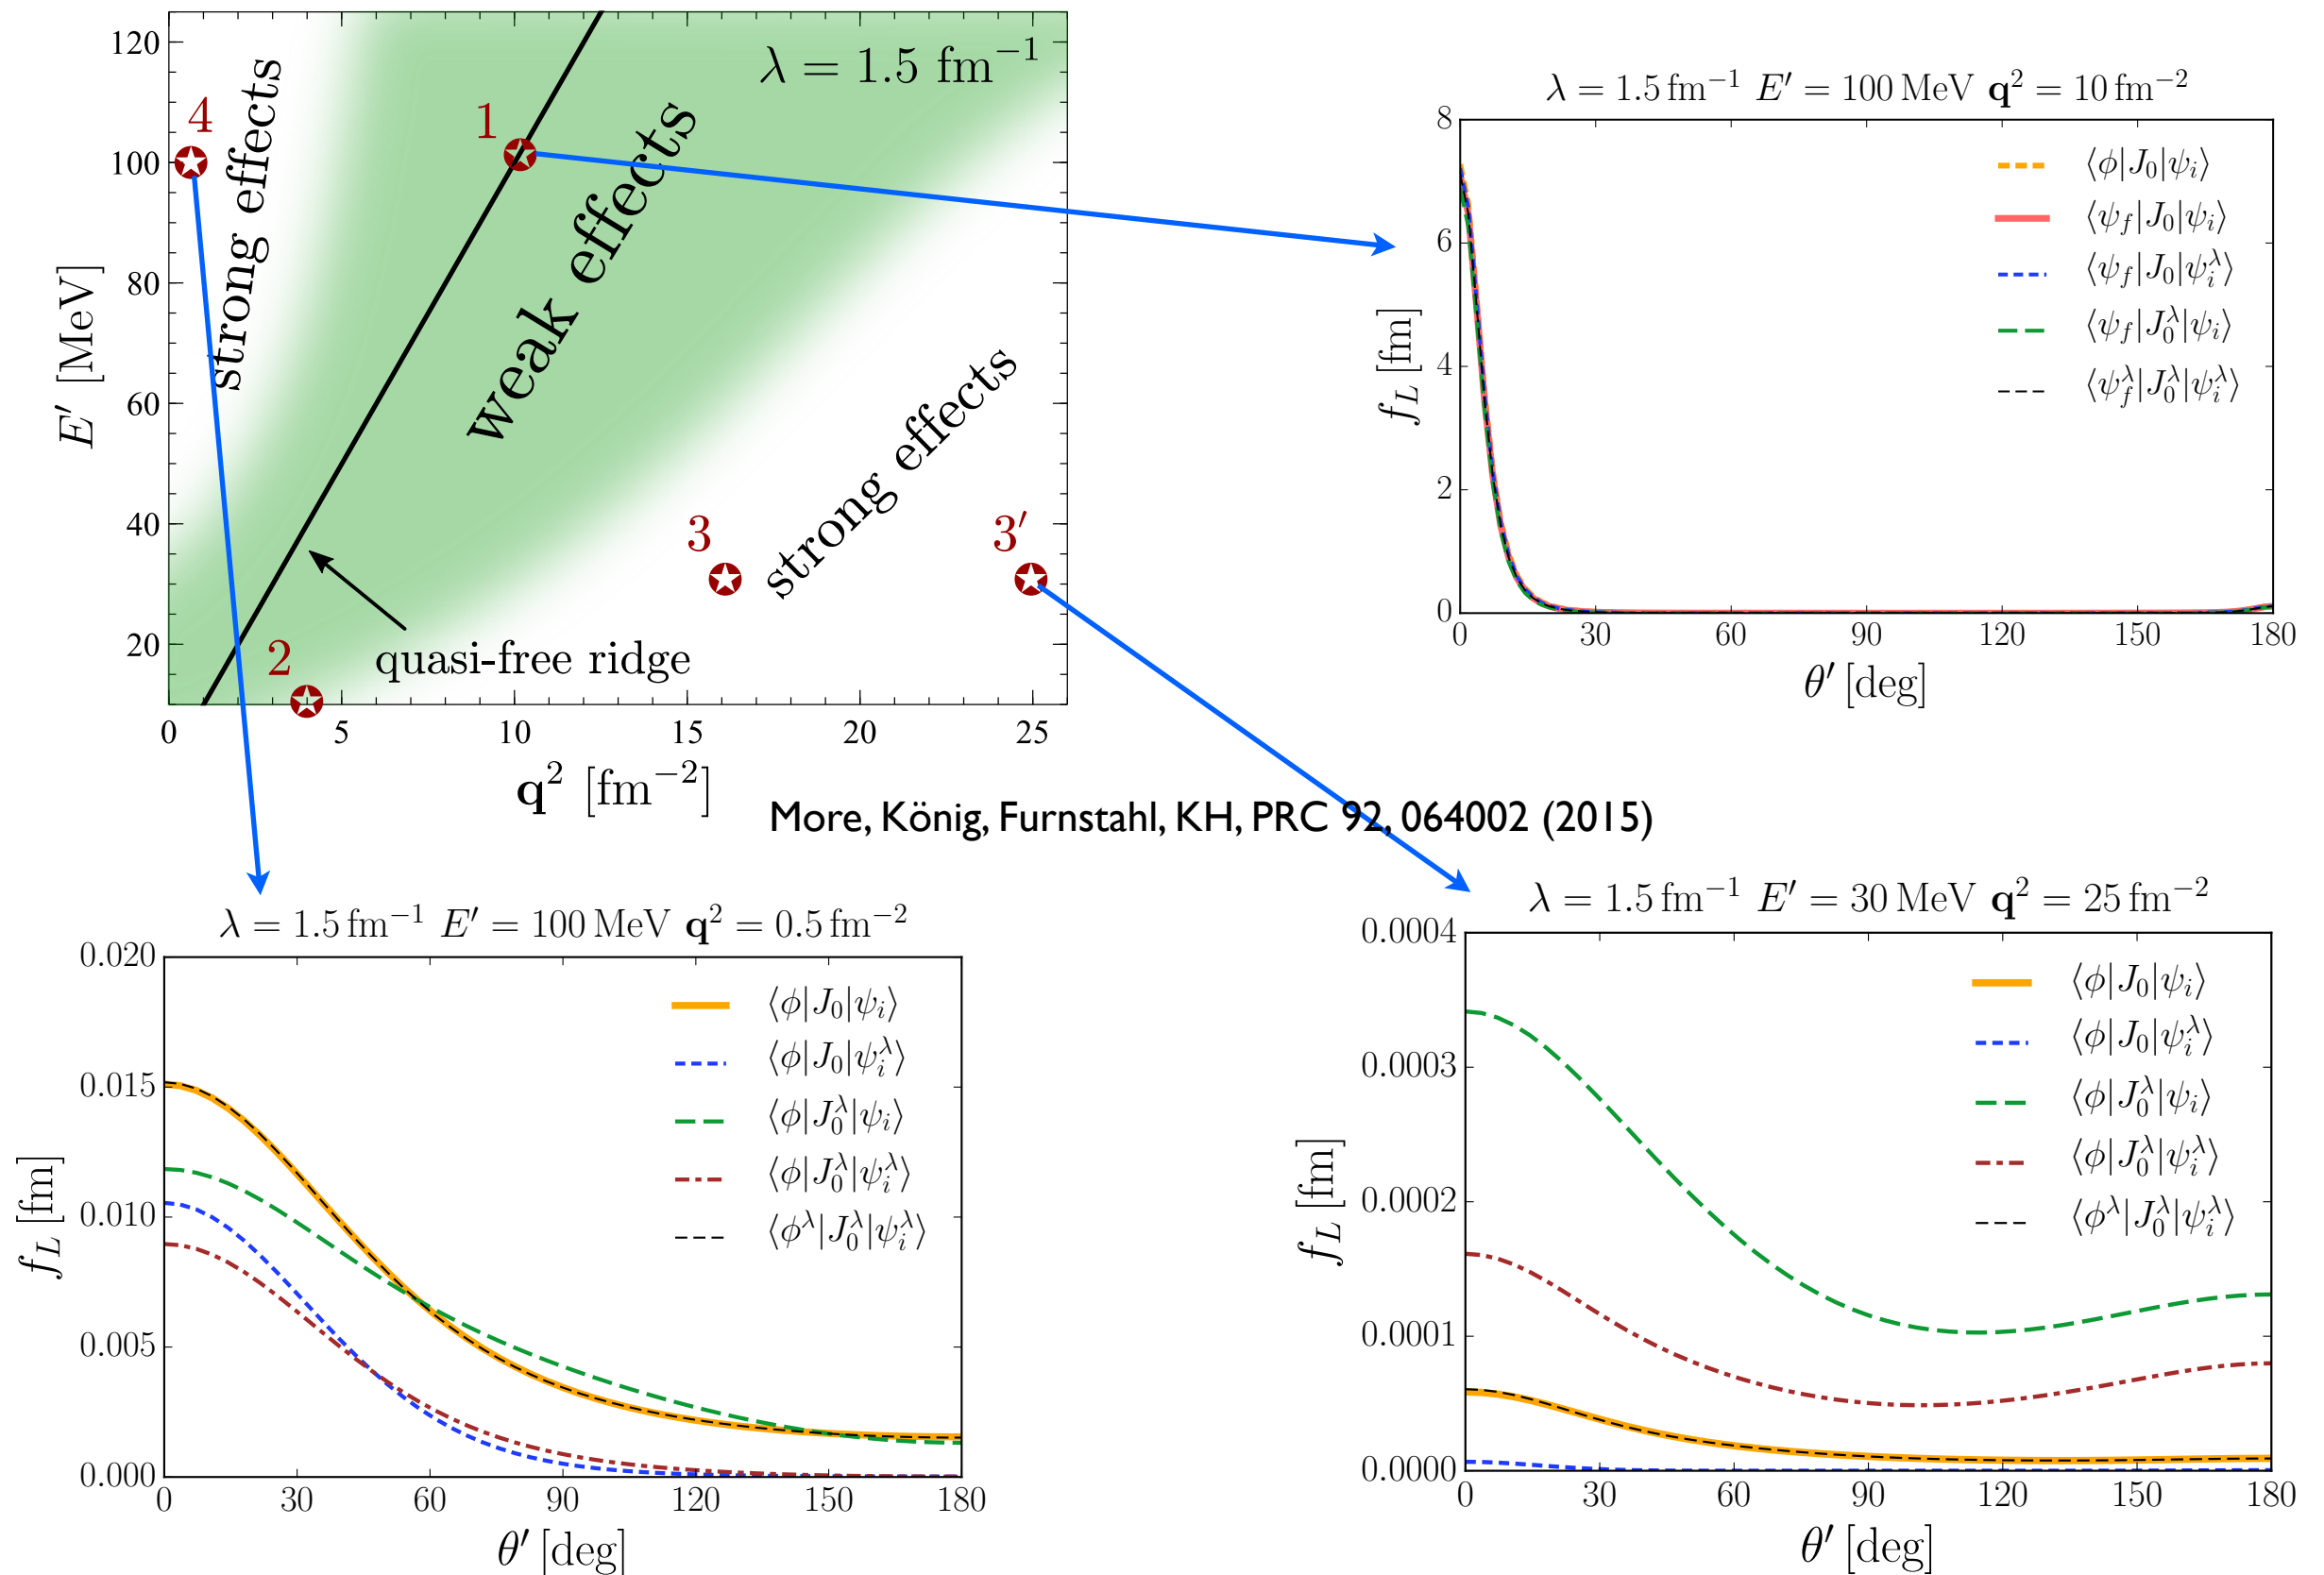 λ = 1.5 fm⁻¹
E′ [MeV]
120
100
80
60
40
20
0 5 10 15 20 25
q² [fm⁻²]
4
1
2
3
3′
strong effects
weak effects
strong effects
quasi-free ridge
λ = 1.5 fm⁻¹ E′ = 100 MeV q² = 10 fm⁻²
f_L [fm]
8
6
4
2
0
⟨ϕ|J₀|ψᵢ⟩
⟨ψ_f|J₀|ψᵢ⟩
⟨ψ_f|J₀|ψᵢ^λ⟩
⟨ψ_f|J₀^λ|ψᵢ⟩
⟨ψ_f^λ|J₀^λ|ψᵢ^λ⟩
0 30 60 90 120 150 180
θ′ [deg]
More, König, Furnstahl, KH, PRC 92, 064002 (2015)
λ = 1.5 fm⁻¹ E′ = 100 MeV q² = 0.5 fm⁻²
f_L [fm]
0.020
0.015
0.010
0.005
0.000
⟨ϕ|J₀|ψᵢ⟩
⟨ϕ|J₀|ψᵢ^λ⟩
⟨ϕ|J₀^λ|ψᵢ⟩
⟨ϕ|J₀^λ|ψᵢ^λ⟩
⟨ϕ^λ|J₀^λ|ψᵢ^λ⟩
0 30 60 90 120 150 180
θ′ [deg]
λ = 1.5 fm⁻¹ E′ = 30 MeV q² = 25 fm⁻²
f_L [fm]
0.0004
0.0003
0.0002
0.0001
0.0000
⟨ϕ|J₀|ψᵢ⟩
⟨ϕ|J₀|ψᵢ^λ⟩
⟨ϕ|J₀^λ|ψᵢ⟩
⟨ϕ|J₀^λ|ψᵢ^λ⟩
⟨ϕ^λ|J₀^λ|ψᵢ^λ⟩
0 30 60 90 120 150 180
θ′ [deg]